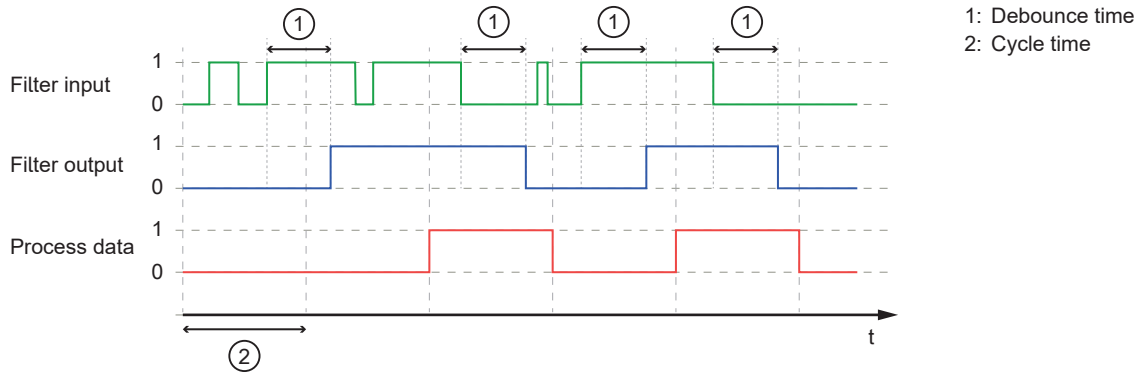 1 1 1 1
1: Debounce time
2: Cycle time
Filter input 1 0
Filter output 1 0
Process data 1 0
t
2